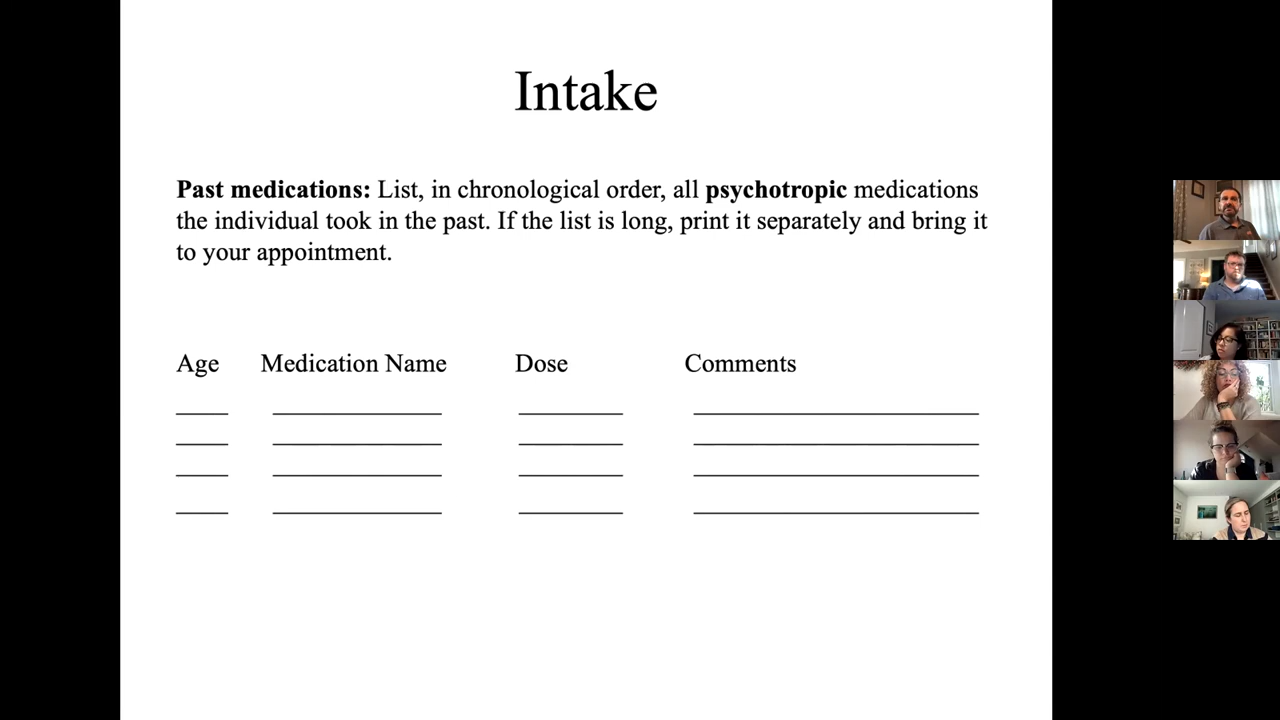 Intake
Past medications: List, in chronological order, all psychotropic medications
the individual took in the past. If the list is long, print it separately and bring it
to your appointment.
Age Medication Name Dose Comments